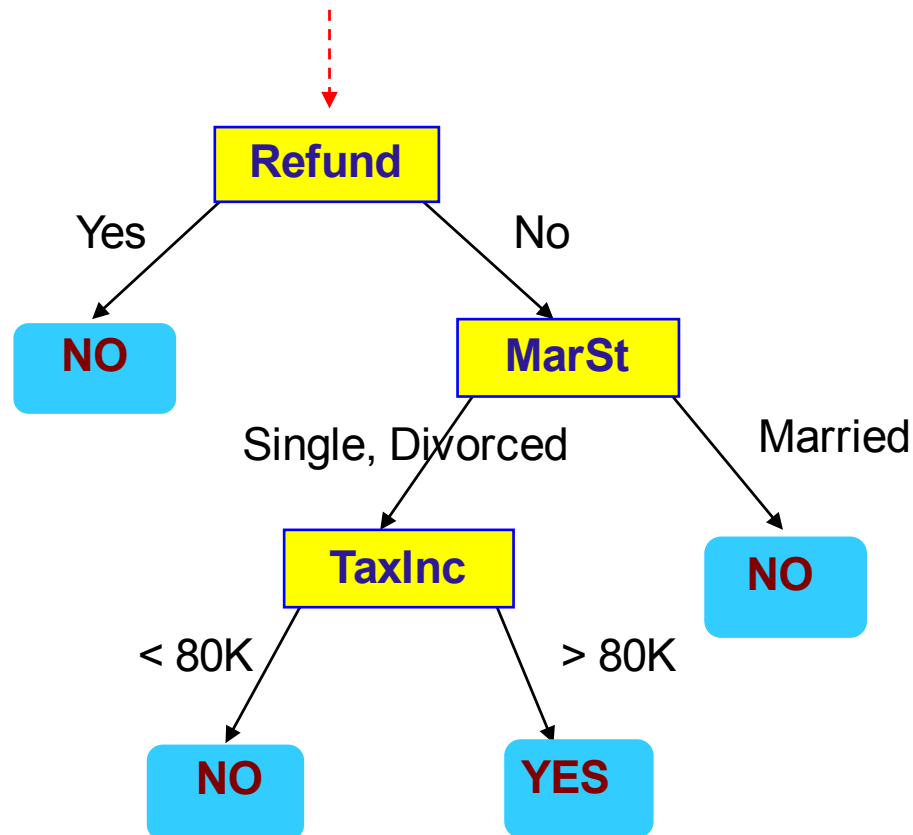 Refund
Yes
No
NO
MarSt
Single, Divorced
Married
TaxInc
NO
< 80K
> 80K
NO
YES